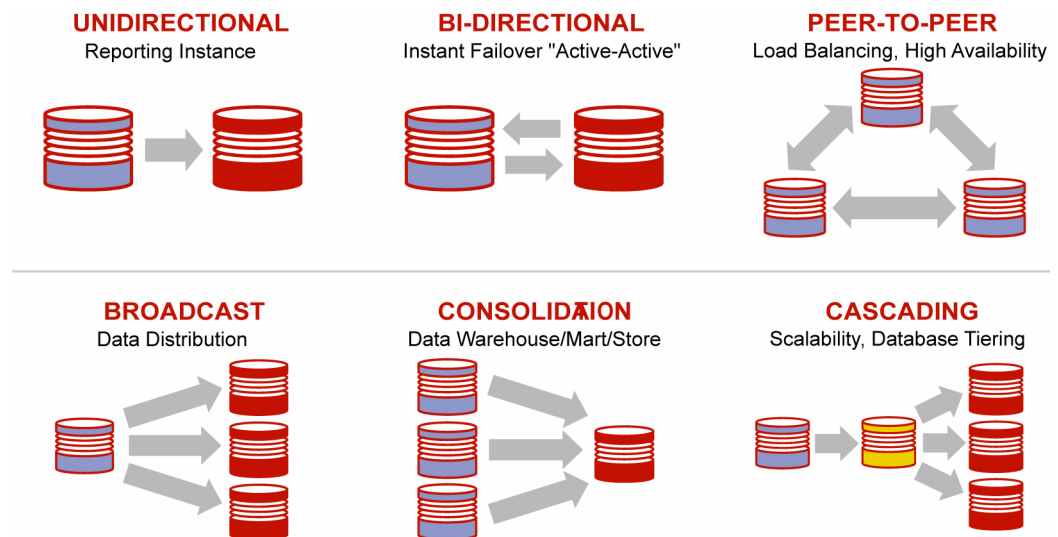 UNIDIRECTIONAL
Reporting Instance
BI-DIRECTIONAL
Instant Failover "Active-Active"
PEER-TO-PEER
Load Balancing, High Availability
BROADCAST
Data Distribution
CONSOLIDATION
Data Warehouse/Mart/Store
CASCADING
Scalability, Database Tiering